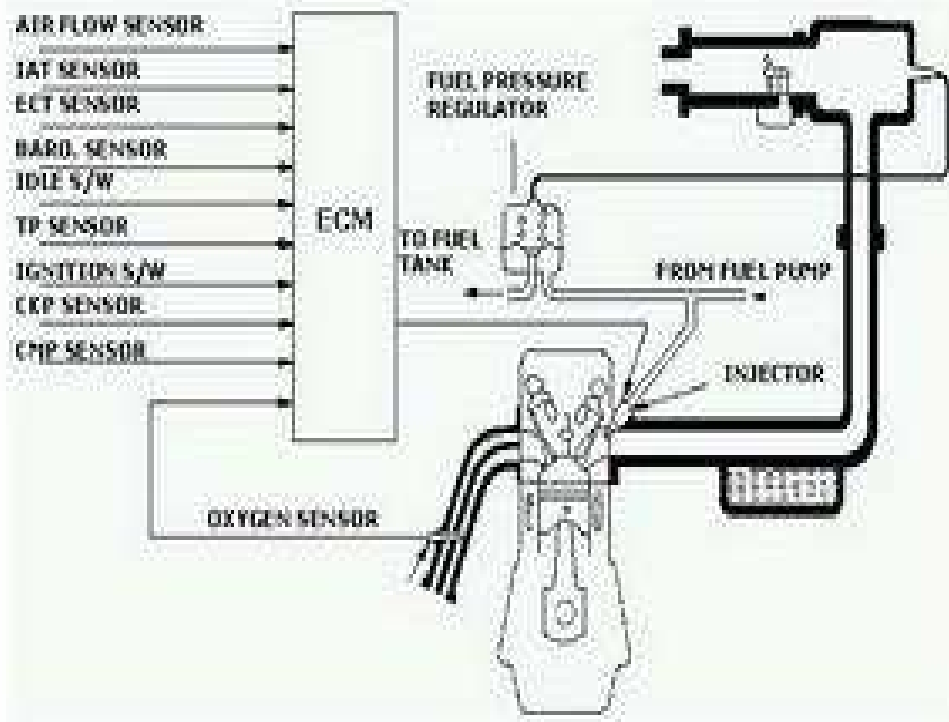 AIR FLOW SENSOR
IAT SENSOR
ECT SENSOR
BARO. SENSOR
IDLE S/W
TP SENSOR
IGNITION S/W
CKP SENSOR
CMP SENSOR
ECM
FUEL PRESSURE
REGULATOR
TO FUEL
TANK
FROM FUEL PUMP
INJECTOR
OXYGEN SENSOR